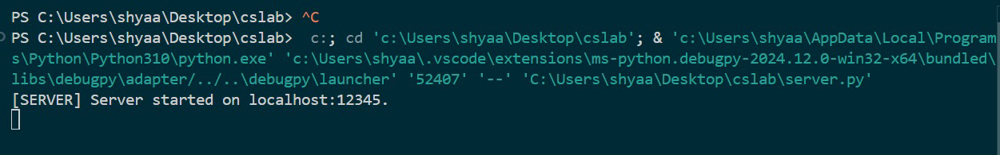 PS C:\Users\shyaa\Desktop\cslab> ^C
PS C:\Users\shyaa\Desktop\cslab>  c:; cd 'c:\Users\shyaa\Desktop\cslab'; & 'c:\Users\shyaa\AppData\Local\Program
s\Python\Python310\python.exe' 'c:\Users\shyaa\.vscode\extensions\ms-python.debugpy-2024.12.0-win32-x64\bundled\
libs\debugpy\adapter/../..\debugpy\launcher' '52407' '--' 'C:\Users\shyaa\Desktop\cslab\server.py'
[SERVER] Server started on localhost:12345.